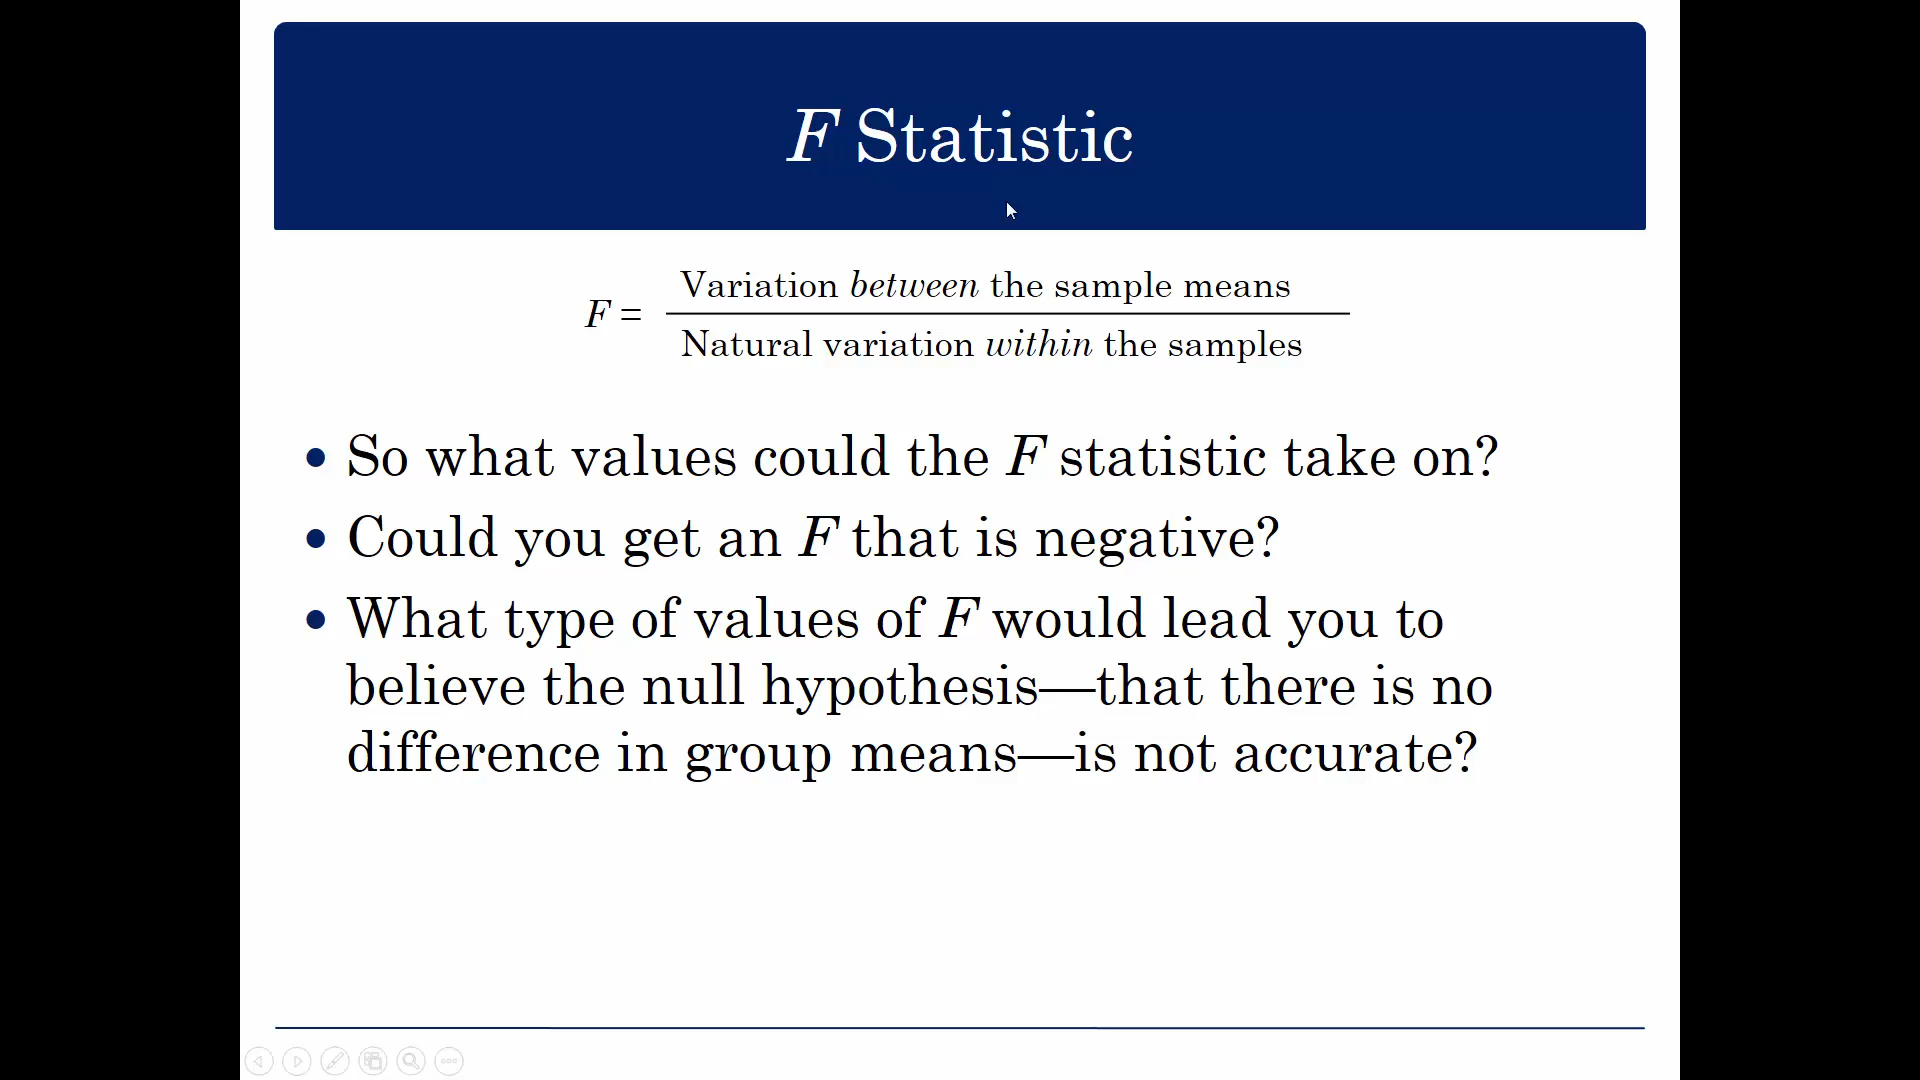 F Statistic
Variation between the sample means
F =
Natural variation within the samples
• So what values could the F statistic take on?
• Could you get an F that is negative?
• What type of values of F would lead you to
believe the null hypothesis—that there is no
difference in group means—is not accurate?